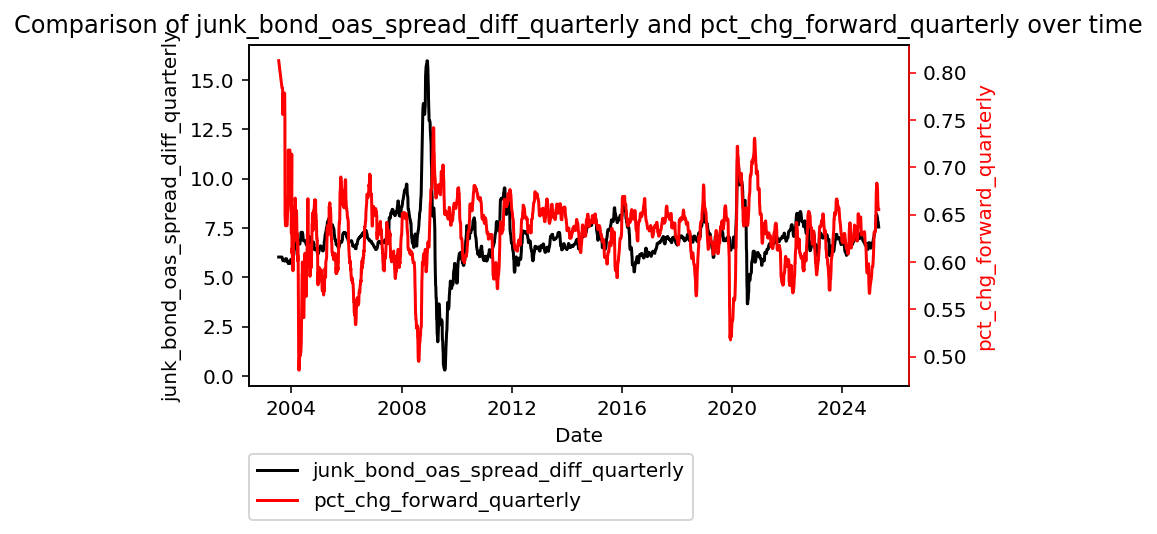 Comparison of junk_bond_oas_spread_diff_quarterly and pct_chg_forward_quarterly over time
junk_bond_oas_spread_diff_quarterly
15.0
12.5
10.0
7.5
5.0
2.5
0.0
0.80
0.75
0.70
0.65
0.60
0.55
0.50
pct_chg_forward_quarterly
2004 2008 2012 2016 2020 2024
Date
junk_bond_oas_spread_diff_quarterly
pct_chg_forward_quarterly